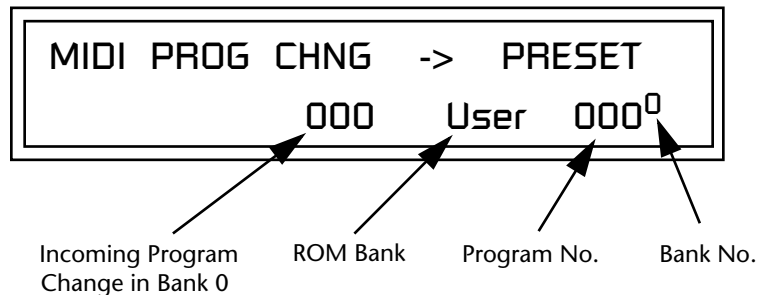 MIDI PROG CHNG -> PRESET
000 User 000⁰
Incoming Program
Change in Bank 0
ROM Bank
Program No.
Bank No.